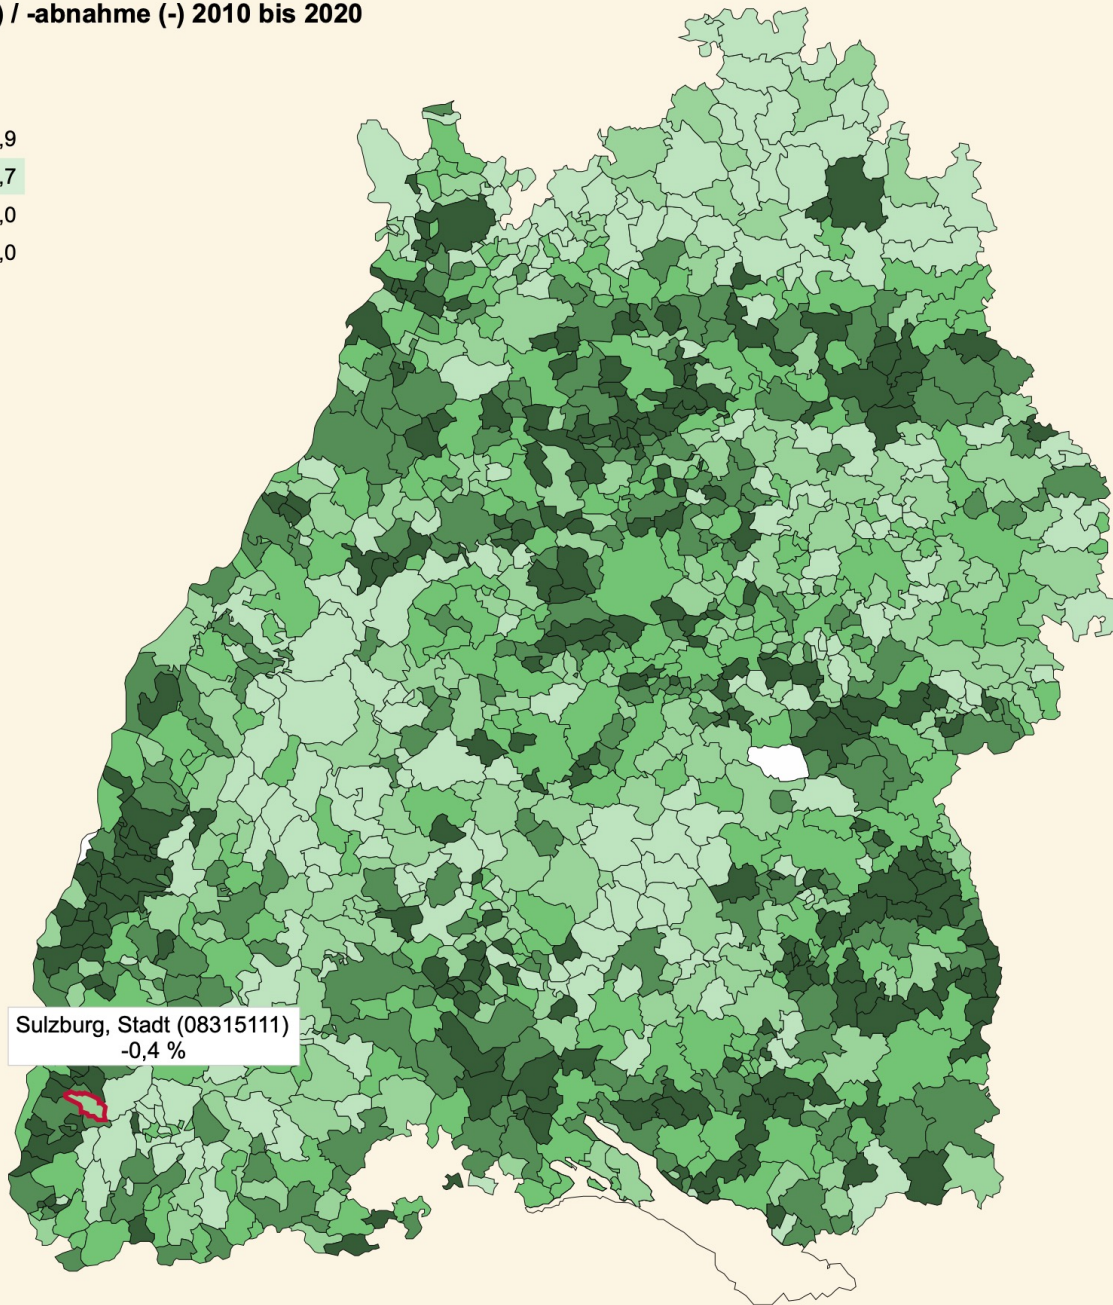 ) / -abnahme (-) 2010 bis 2020
,9
,7
,0
,0
Sulzburg, Stadt (08315111)
-0,4 %